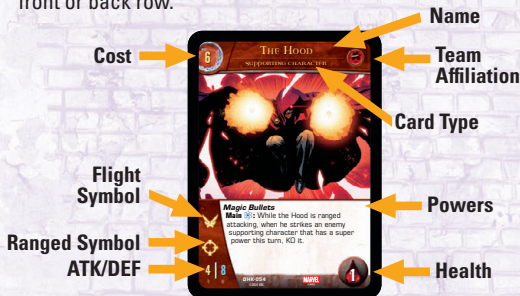 front or back row.
Name
Cost
6
The Hood
supporting character
Team
Affiliation
Card Type
Flight
Symbol
Magic Bullets
Main : While the Hood is ranged
attacking, when he strikes an enemy
supporting character that has a super
power this turn, KO it.
Powers
Ranged Symbol
ATK/DEF
4 8
DHK-054
MARVEL
1
Health